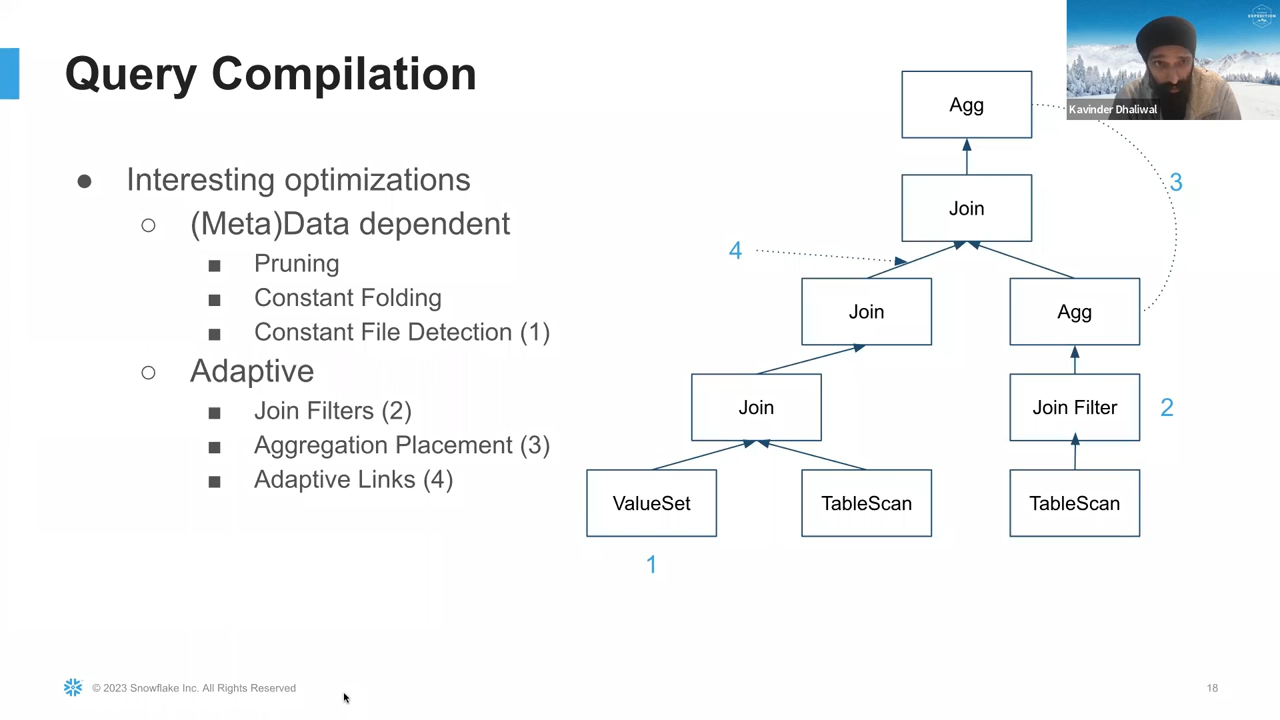 Query Compilation
● Interesting optimizations
○ (Meta)Data dependent
■ Pruning
■ Constant Folding
■ Constant File Detection (1)
○ Adaptive
■ Join Filters (2)
■ Aggregation Placement (3)
■ Adaptive Links (4)
Agg
Join
3
4
Join
Agg
Join
Join Filter
2
ValueSet
TableScan
TableScan
1
EXPEDITION
Kavinder Dhaliwal
© 2023 Snowflake Inc. All Rights Reserved
18